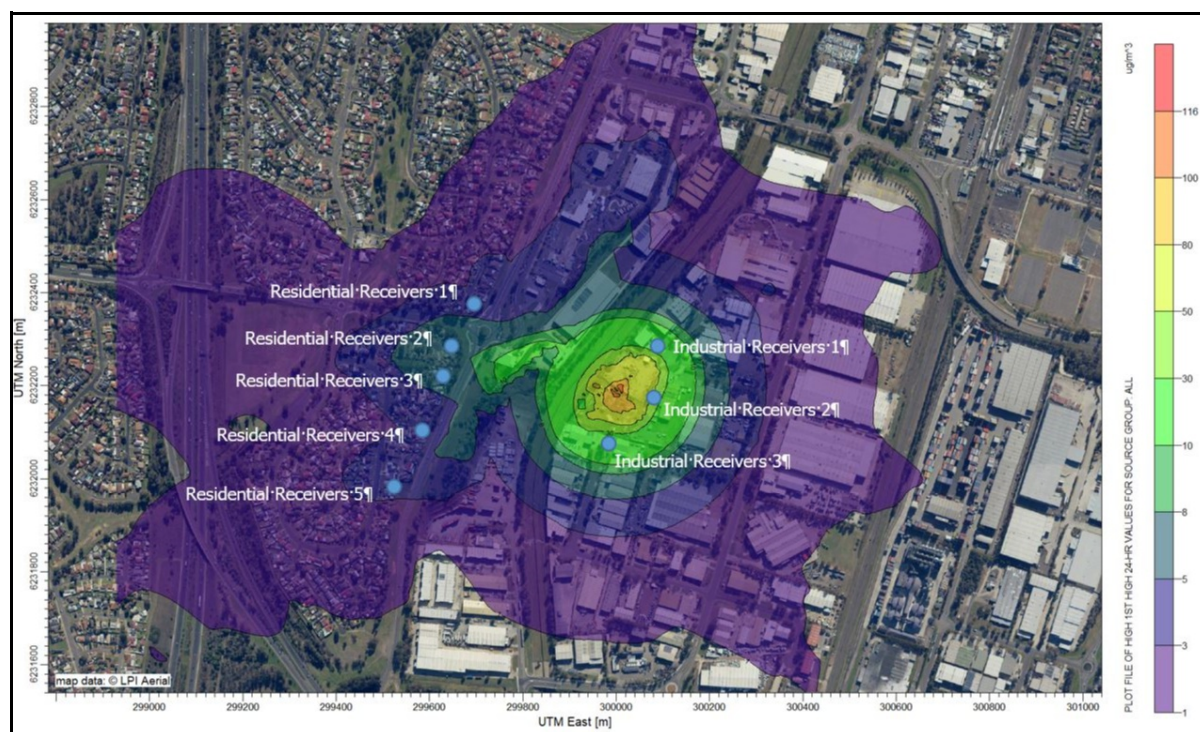 ug/m^3
116
100
80
50
30
10
8
5
3
1
PLOT FILE OF HIGH 1ST HIGH 24-HR VALUES FOR SOURCE GROUP: ALL
UTM North [m]
6232800
6232600
6232400
6232200
6232000
6231800
6231600
Residential·Receivers·1¶
Residential·Receivers·2¶
Residential·Receivers·3¶
Residential·Receivers·4¶
Residential·Receivers·5¶
Industrial·Receivers·1¶
Industrial·Receivers·2¶
Industrial·Receivers·3¶
map data: © LPI Aerial
299000 299200 299400 299600 299800 300000 300200 300400 300600 300800 301000
UTM East [m]